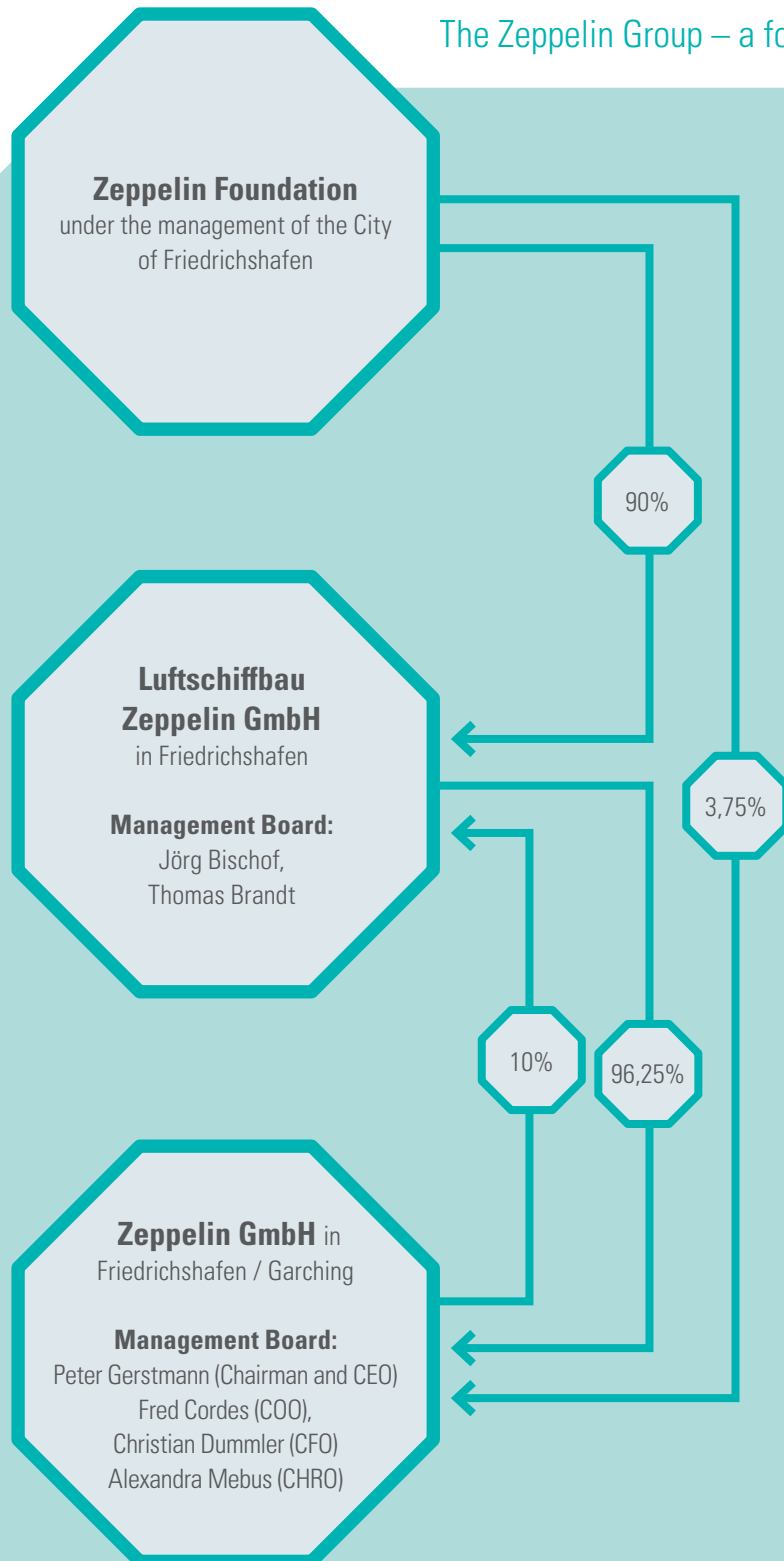 The Zeppelin Group – a fo
Zeppelin Foundation
under the management of the City
of Friedrichshafen
90%
Luftschiffbau
Zeppelin GmbH
in Friedrichshafen
Management Board:
Jörg Bischof,
Thomas Brandt
3,75%
10%
96,25%
Zeppelin GmbH in
Friedrichshafen / Garching
Management Board:
Peter Gerstmann (Chairman and CEO)
Fred Cordes (COO),
Christian Dummler (CFO)
Alexandra Mebus (CHRO)